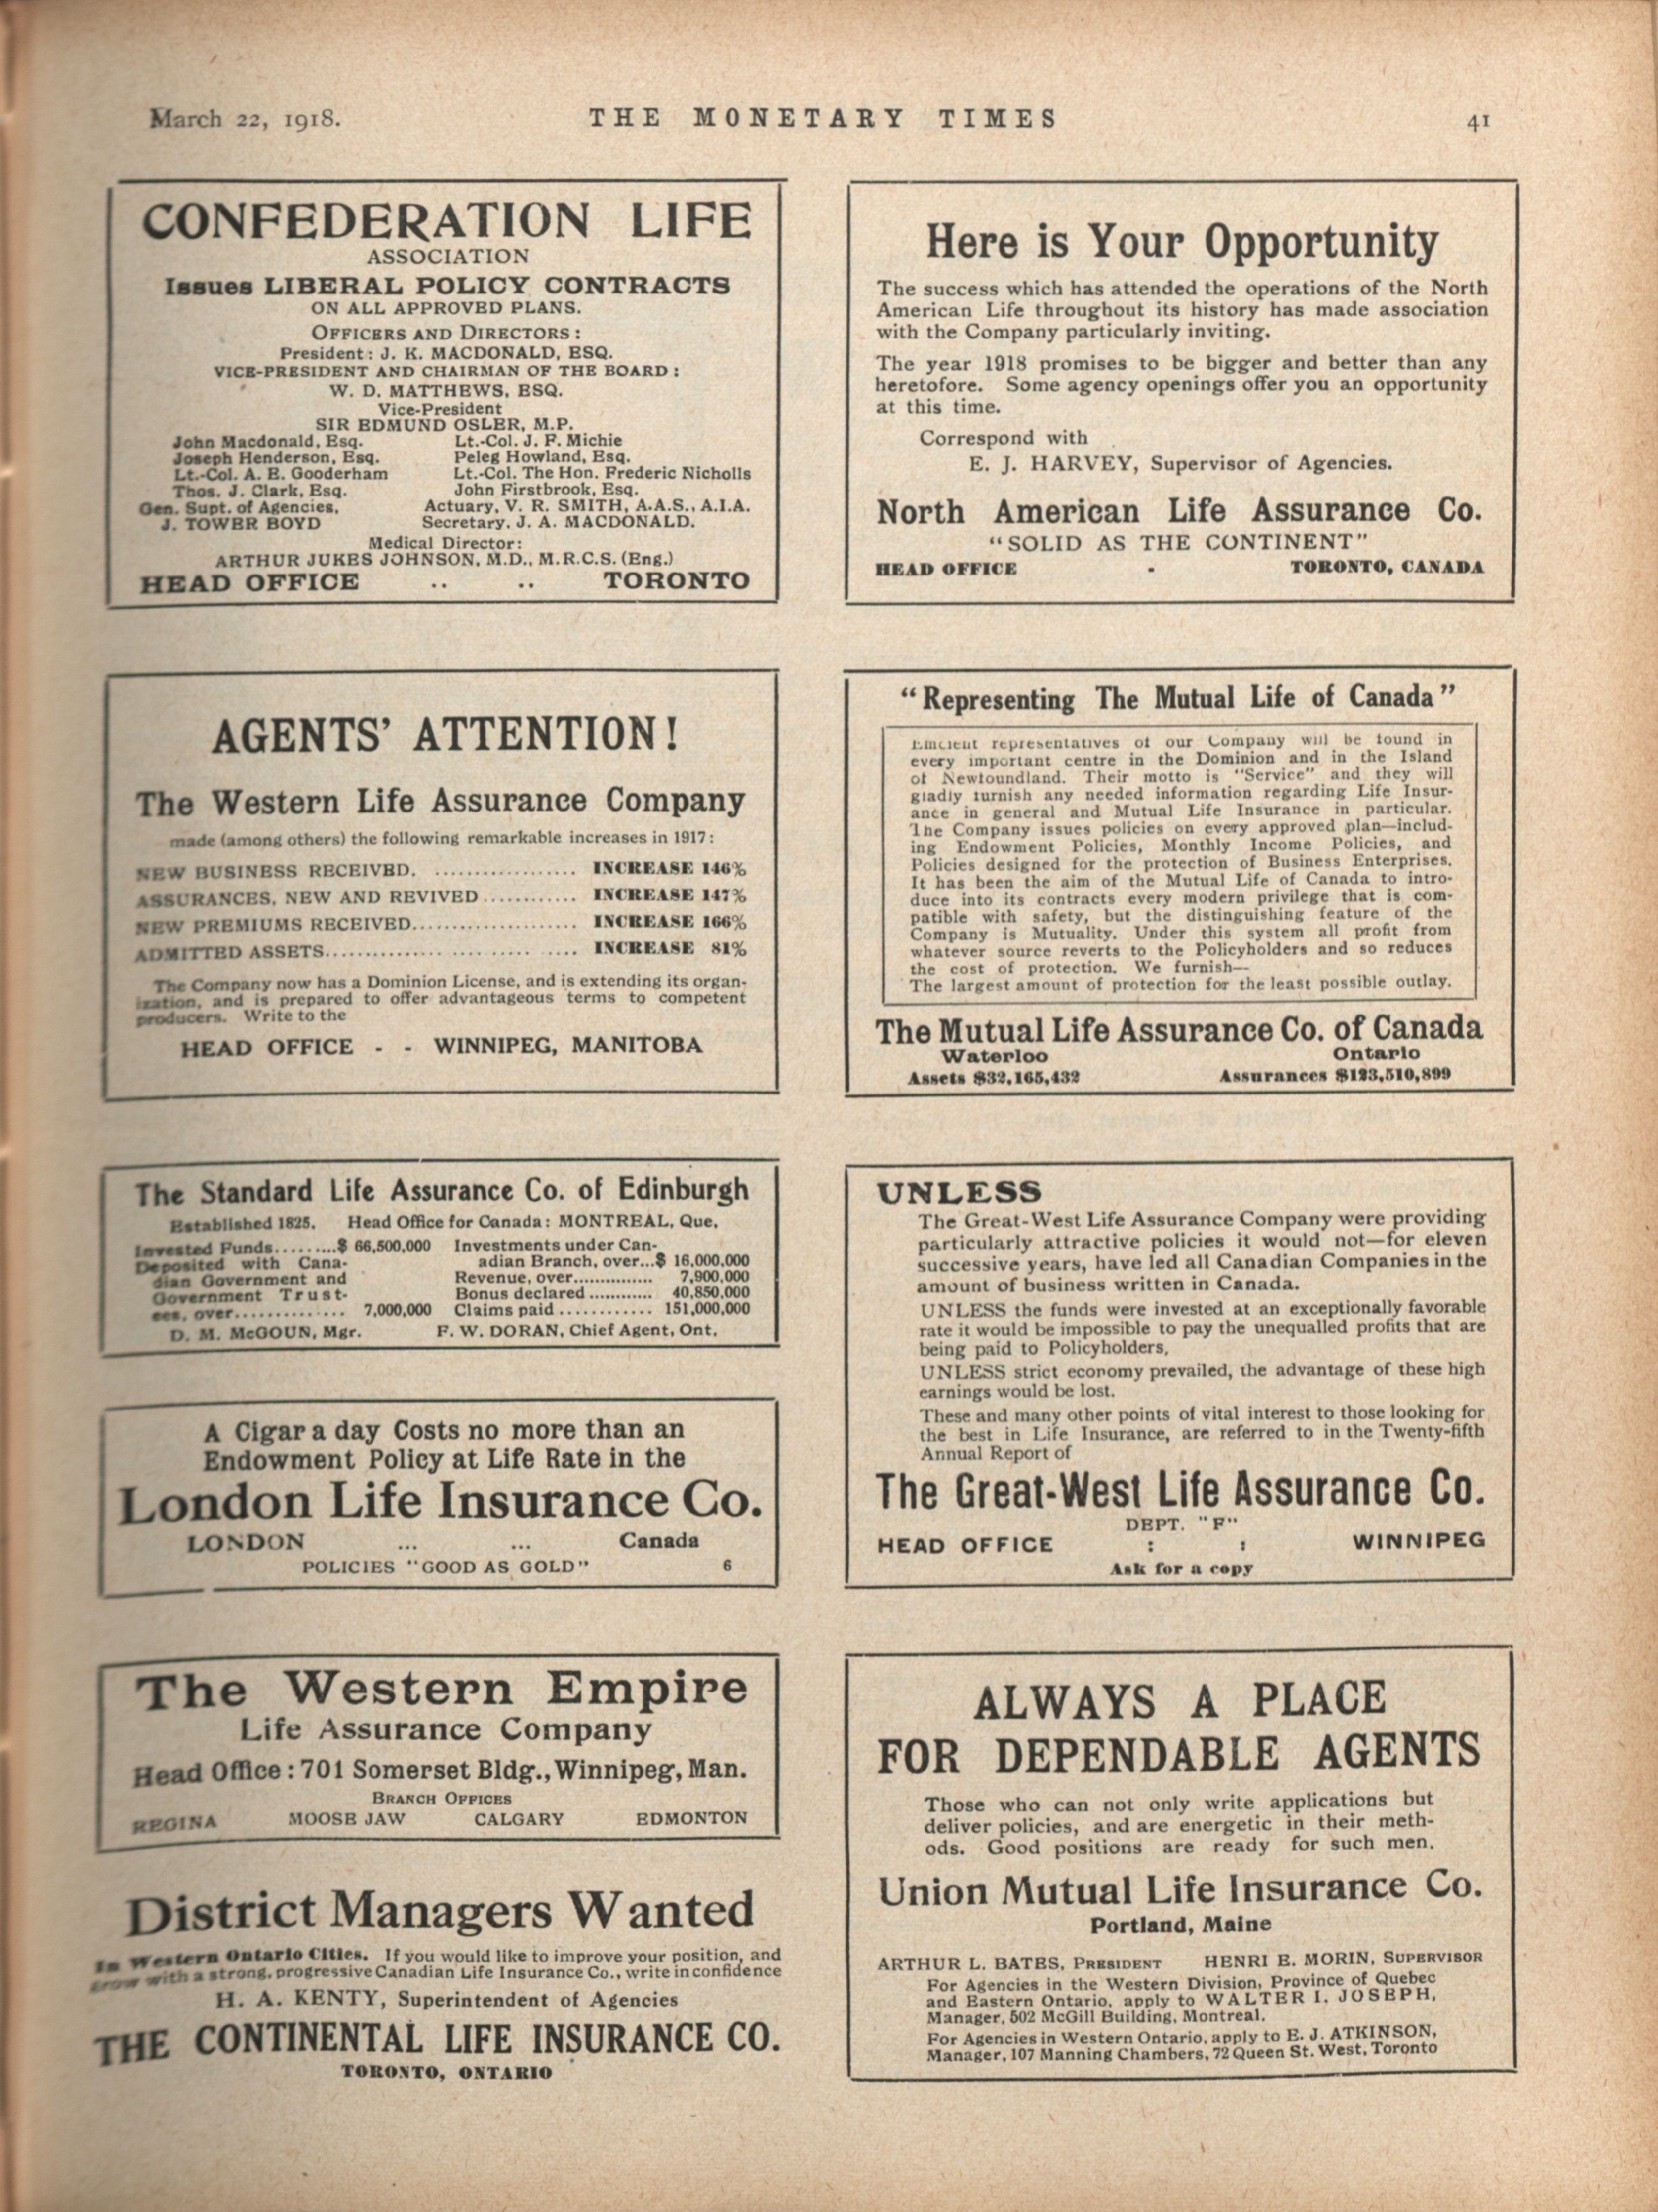 March 22, 1918.
THE MONETARY TIMES
41
CONFEDERATION LIFE
ASSOCIATION
Issues LIBERAL POLICY CONTRACTS
ON ALL APPROVED PLANS.
OFFICERS AND DIRECTORS :
President : J. K. MACDONALD, ESQ.
VICE-PRESIDENT AND CHAIRMAN OF THE BOARD :
W. D. MATTHEWS, ESQ.
Vice-President
SIR EDMUND OSLER, M.P.
John Macdonald, Esq. Lt.-Col. J. F. Michie
Joseph Henderson, Esq. Peleg Howland, Esq.
Lt.-Col. A. E. Gooderham Lt.-Col. The Hon. Frederic Nicholls
Thos. J. Clark, Esq. John Firstbrook, Esq.
Gen. Supt. of Agencies, Actuary, V. R. SMITH, A.A.S., A.I.A.
J. TOWER BOYD Secretary, J. A. MACDONALD.
Medical Director:
ARTHUR JUKES JOHNSON, M.D., M.R.C.S. (Eng.)
HEAD OFFICE .. .. TORONTO
AGENTS' ATTENTION!
The Western Life Assurance Company
made (among others) the following remarkable increases in 1917:
NEW BUSINESS RECEIVED. .................. INCREASE 146%
ASSURANCES, NEW AND REVIVED............ INCREASE 147%
NEW PREMIUMS RECEIVED..................... INCREASE 166%
ADMITTED ASSETS............................... INCREASE 81%
The Company now has a Dominion License, and is extending its organ-
ization, and is prepared to offer advantageous terms to competent
producers. Write to the
HEAD OFFICE - - WINNIPEG, MANITOBA
The Standard Life Assurance Co. of Edinburgh
Established 1825. Head Office for Canada: MONTREAL, Que.
Invested Funds.........$ 66,500,000 Investments under Can-
Deposited with Cana- adian Branch, over...$ 16,000,000
dian Government and Revenue, over............... 7,900,000
Government Trust- Bonus declared............ 40,850,000
ees, over.............. 7,000,000 Claims paid............ 151,000,000
D. M. McGOUN, Mgr. F. W. DORAN, Chief Agent, Ont.
A Cigar a day Costs no more than an
Endowment Policy at Life Rate in the
London Life Insurance Co.
LONDON ... ... Canada
POLICIES "GOOD AS GOLD" 6
The Western Empire
Life Assurance Company
Head Office : 701 Somerset Bldg., Winnipeg, Man.
BRANCH OFFICES
REGINA MOOSE JAW CALGARY EDMONTON
District Managers Wanted
In Western Ontario Cities. If you would like to improve your position, and
grow with a strong, progressive Canadian Life Insurance Co., write in confidence
H. A. KENTY, Superintendent of Agencies
THE CONTINENTAL LIFE INSURANCE CO.
TORONTO, ONTARIO
Here is Your Opportunity
The success which has attended the operations of the North
American Life throughout its history has made association
with the Company particularly inviting.
The year 1918 promises to be bigger and better than any
heretofore. Some agency openings offer you an opportunity
at this time.
Correspond with
E. J. HARVEY, Supervisor of Agencies.
North American Life Assurance Co.
"SOLID AS THE CONTINENT"
HEAD OFFICE - TORONTO, CANADA
"Representing The Mutual Life of Canada"
Efficient representatives of our Company will be found in
every important centre in the Dominion and in the Island
of Newfoundland. Their motto is "Service" and they will
gladly furnish any needed information regarding Life Insur-
ance in general and Mutual Life Insurance in particular.
The Company issues policies on every approved plan—includ-
ing Endowment Policies, Monthly Income Policies, and
Policies designed for the protection of Business Enterprises.
It has been the aim of the Mutual Life of Canada to intro-
duce into its contracts every modern privilege that is com-
patible with safety, but the distinguishing feature of the
Company is Mutuality. Under this system all profit from
whatever source reverts to the Policyholders and so reduces
the cost of protection. We furnish—
The largest amount of protection for the least possible outlay.
The Mutual Life Assurance Co. of Canada
Waterloo Ontario
Assets $32,165,432 Assurances $123,510,899
UNLESS
The Great-West Life Assurance Company were providing
particularly attractive policies it would not—for eleven
successive years, have led all Canadian Companies in the
amount of business written in Canada.
UNLESS the funds were invested at an exceptionally favorable
rate it would be impossible to pay the unequalled profits that are
being paid to Policyholders,
UNLESS strict economy prevailed, the advantage of these high
earnings would be lost.
These and many other points of vital interest to those looking for
the best in Life Insurance, are referred to in the Twenty-fifth
Annual Report of
The Great-West Life Assurance Co.
DEPT. "F"
HEAD OFFICE : : WINNIPEG
Ask for a copy
ALWAYS A PLACE
FOR DEPENDABLE AGENTS
Those who can not only write applications but
deliver policies, and are energetic in their meth-
ods. Good positions are ready for such men.
Union Mutual Life Insurance Co.
Portland, Maine
ARTHUR L. BATES, PRESIDENT HENRI E. MORIN, SUPERVISOR
For Agencies in the Western Division, Province of Quebec
and Eastern Ontario, apply to WALTER I. JOSEPH,
Manager, 502 McGill Building, Montreal.
For Agencies in Western Ontario, apply to E. J. ATKINSON,
Manager, 107 Manning Chambers, 72 Queen St. West, Toronto